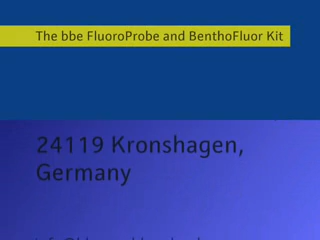 The bbe FluoroProbe and BenthoFluor Kit
24119 Kronshagen,
Germany